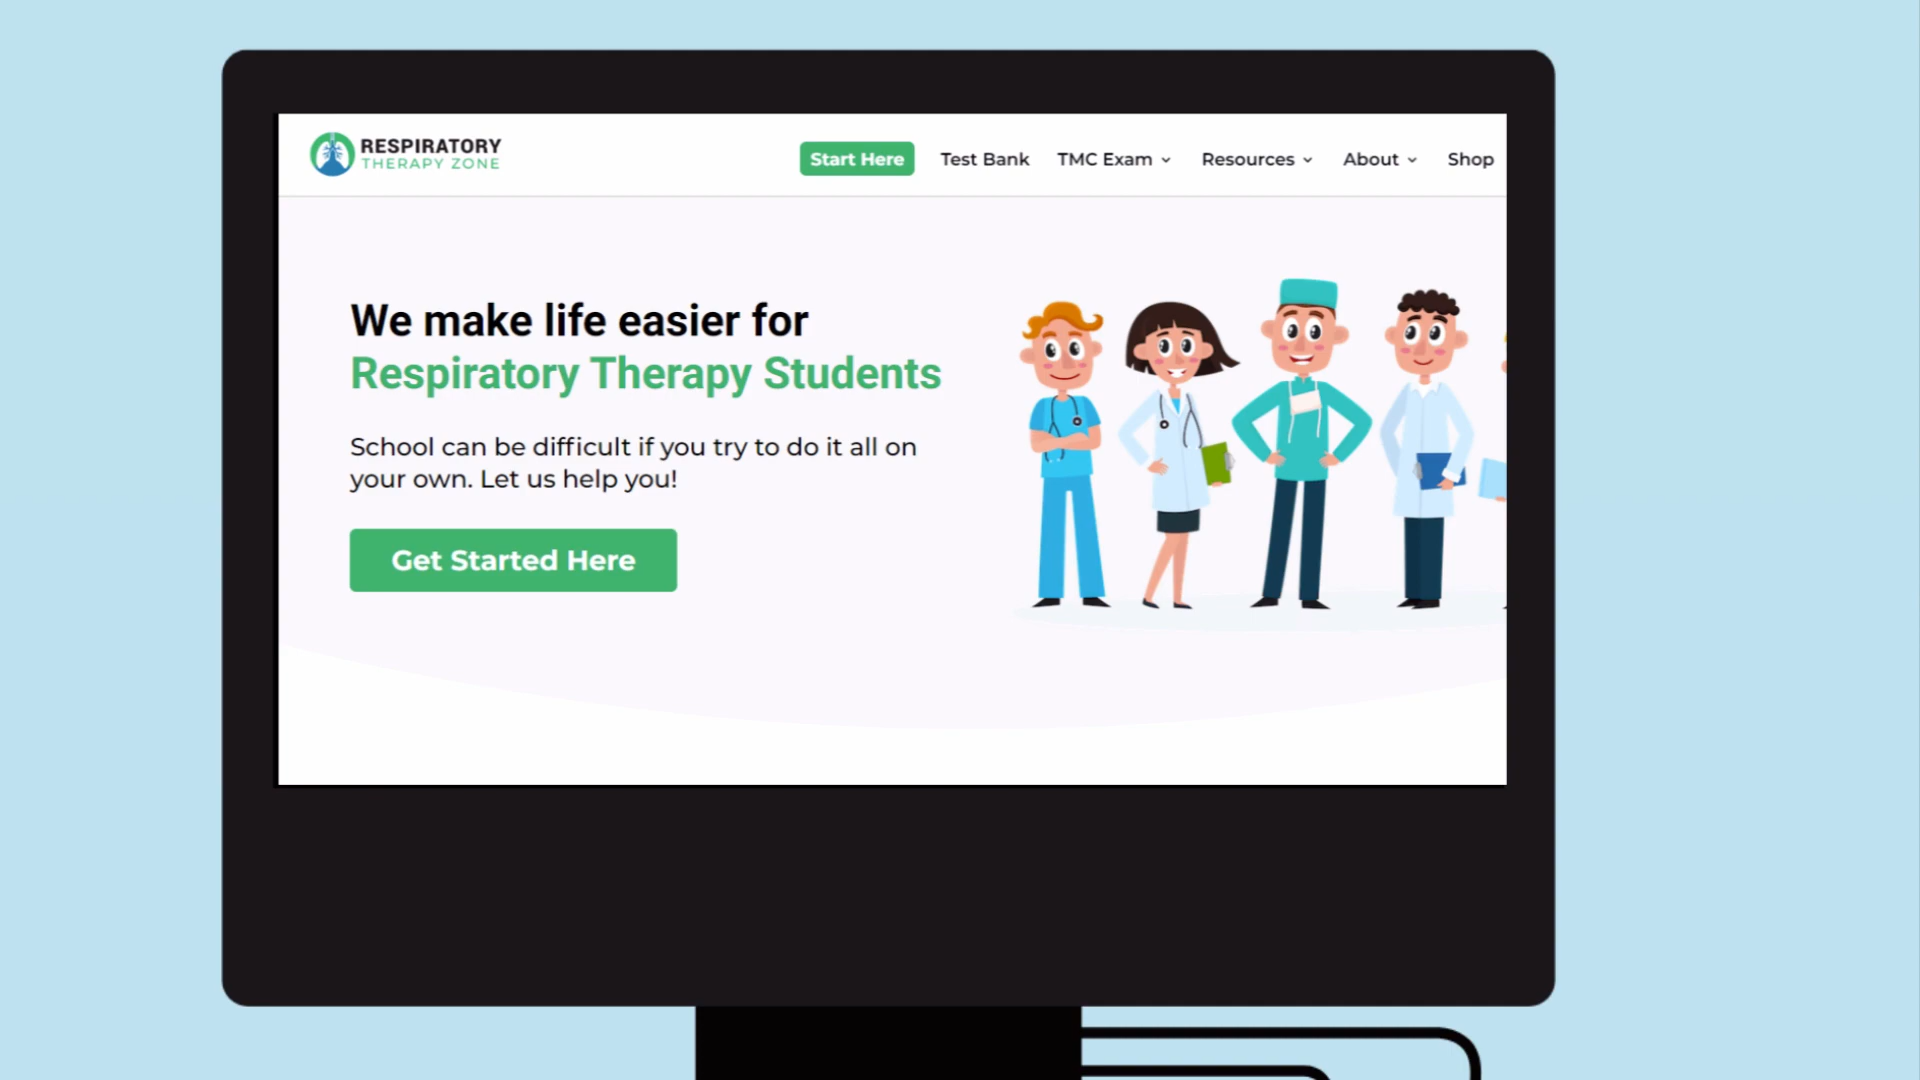 RESPIRATORY
THERAPY ZONE
Start Here
Test Bank
TMC Exam
Resources
About
Shop
We make life easier for
Respiratory Therapy Students
School can be difficult if you try to do it all on
your own. Let us help you!
Get Started Here